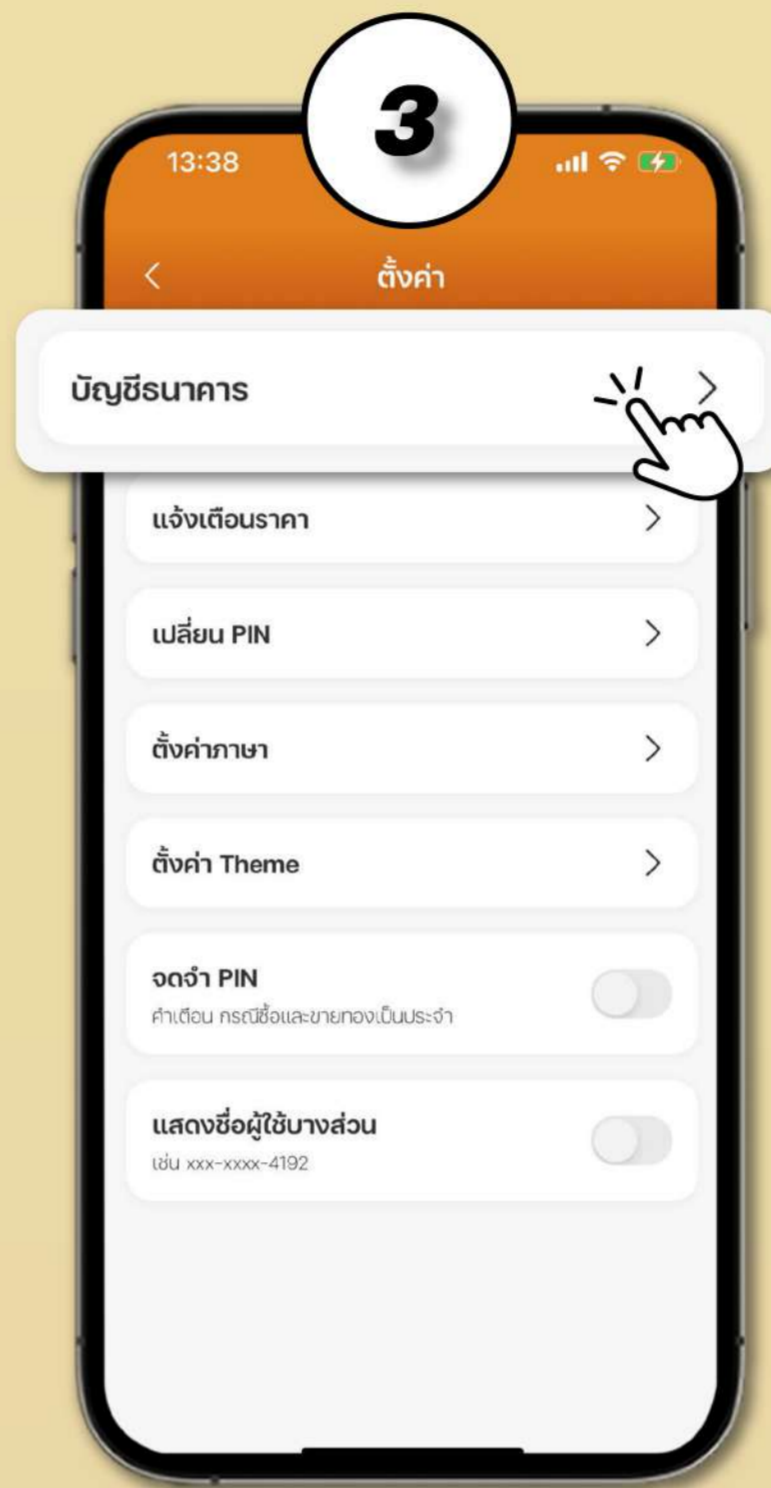 3
13:38
ตั้งค่า
บัญชีธนาคาร
แจ้งเตือนราคา
เปลี่ยน PIN
ตั้งค่าภาษา
ตั้งค่า Theme
จดจำ PIN
คำเตือน กรณีซื้อและขายทองเป็นประจำ
แสดงชื่อผู้ใช้บางส่วน
เช่น xxx-xxxx-4192